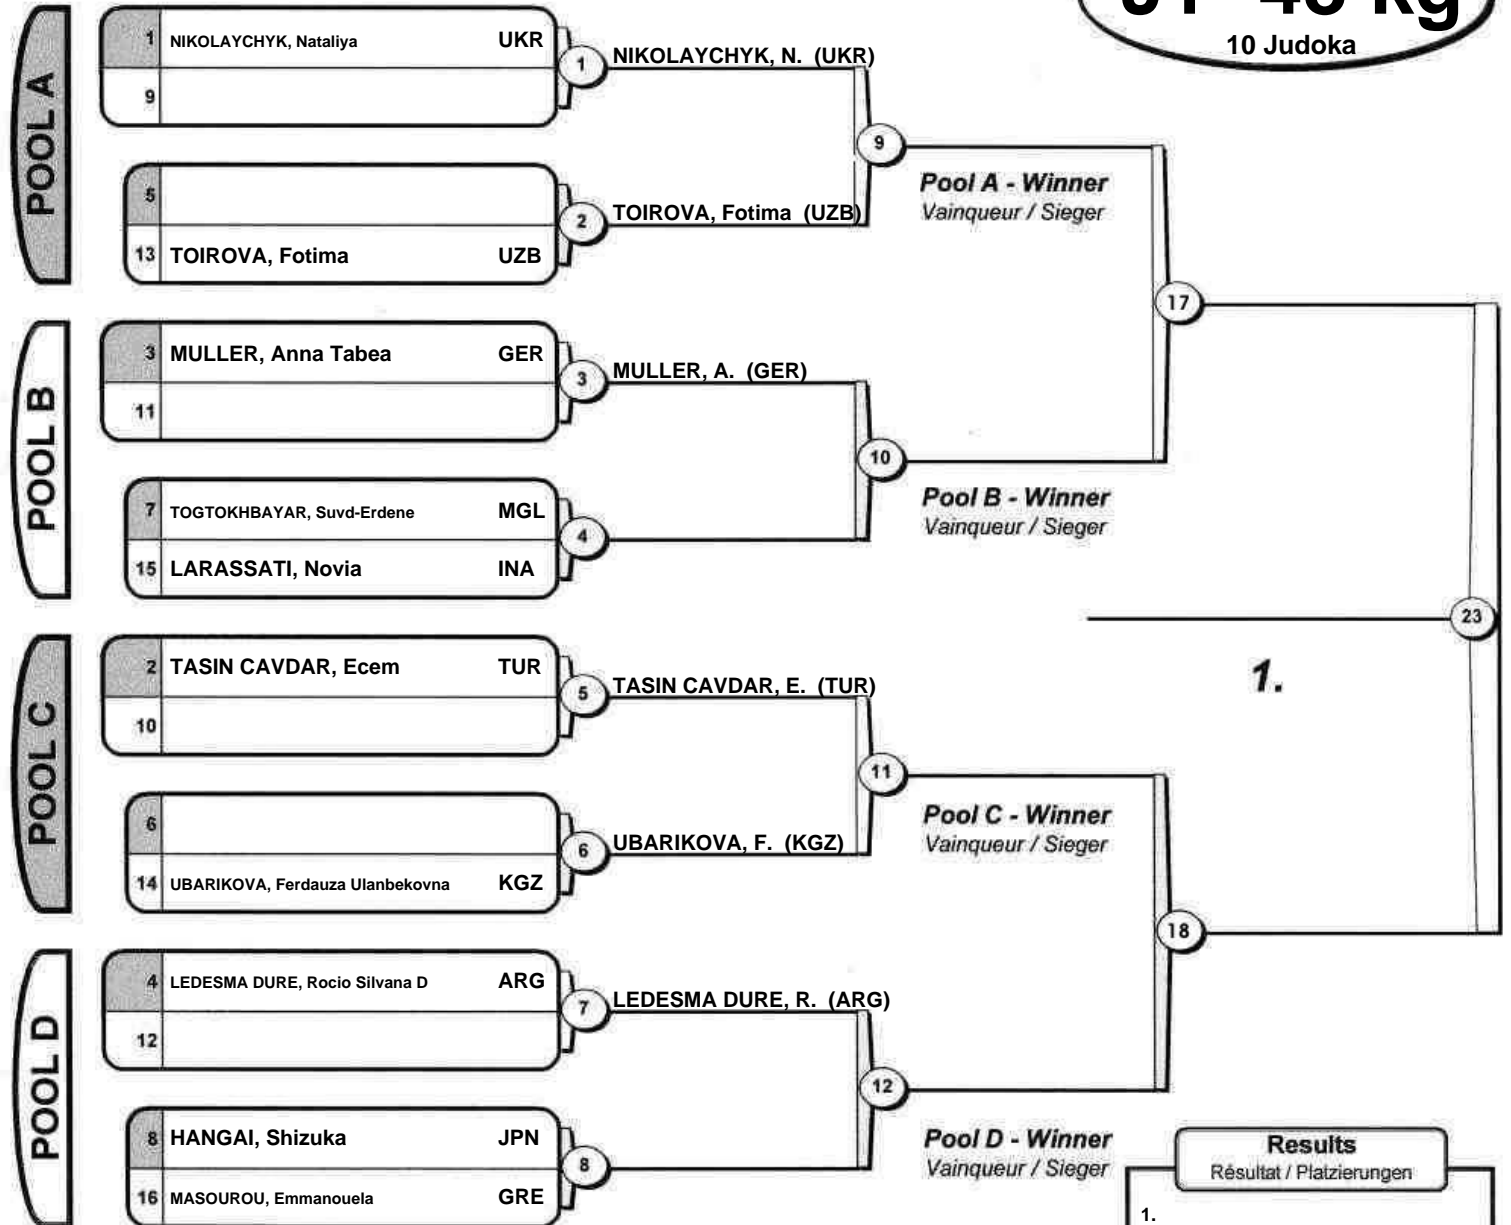 10 Judoka
POOL A
1 NIKOLAYCHYK, Nataliya UKR
9
1 NIKOLAYCHYK, N. (UKR)
5
13 TOIROVA, Fotima UZB
2 TOIROVA, Fotima (UZB)
9
Pool A - Winner
Vainqueur / Sieger
POOL B
3 MULLER, Anna Tabea GER
11
3 MULLER, A. (GER)
7 TOGTOKHBAYAR, Suvd-Erdene MGL
15 LARASSATI, Novia INA
4
10
Pool B - Winner
Vainqueur / Sieger
17
POOL C
2 TASIN CAVDAR, Ecem TUR
10
5 TASIN CAVDAR, E. (TUR)
6
14 UBARIKOVA, Ferdauza Ulanbekovna KGZ
6 UBARIKOVA, F. (KGZ)
11
Pool C - Winner
Vainqueur / Sieger
POOL D
4 LEDESMA DURE, Rocio Silvana D ARG
12
7 LEDESMA DURE, R. (ARG)
8 HANGAI, Shizuka JPN
16 MASOUROU, Emmanouela GRE
8
12
Pool D - Winner
Vainqueur / Sieger
18
23
1.
Results
Résultat / Platzierungen
1.